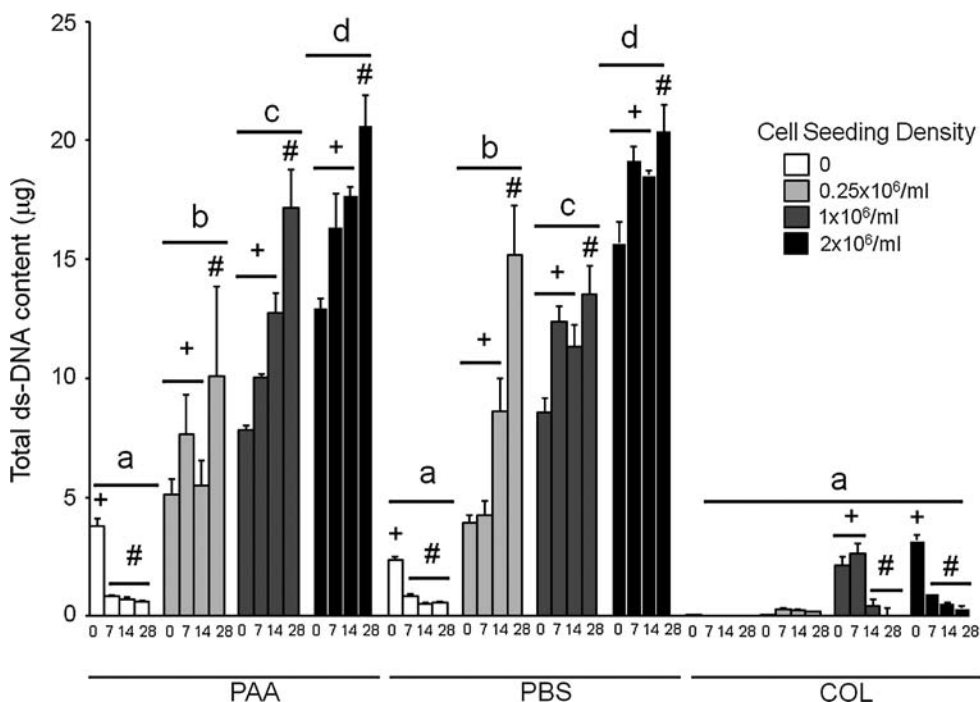 Total ds-DNA content (μg)
25
20
15
10
5
0
a
+
#
b
+
#
c
+
#
d
+
#
a
+
#
b
+
#
c
+
#
d
+
#
a
+
#
+
#
Cell Seeding Density
0
0.25x10⁶/ml
1x10⁶/ml
2x10⁶/ml
0 7 14 28 0 7 14 28 0 7 14 28 0 7 14 28 0 7 14 28 0 7 14 28 0 7 14 28 0 7 14 28 0 7 14 28 0 7 14 28 0 7 14 28 0 7 14 28
PAA PBS COL